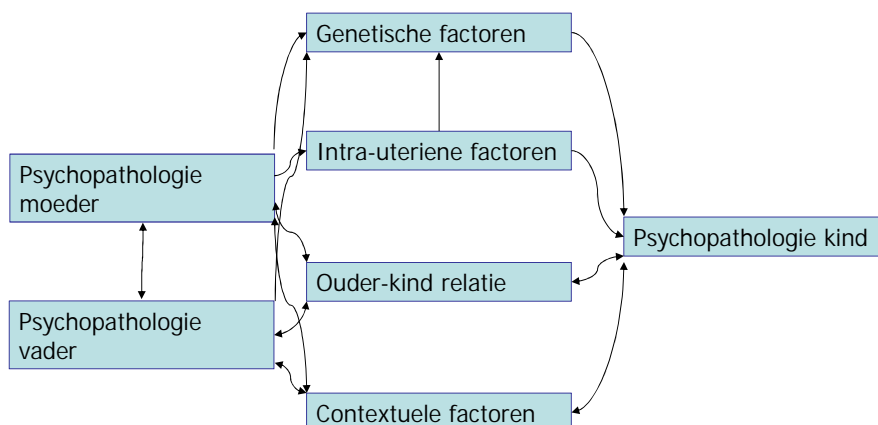 Genetische factoren
Intra-uteriene factoren
Psychopathologie
moeder
Psychopathologie kind
Ouder-kind relatie
Psychopathologie
vader
Contextuele factoren